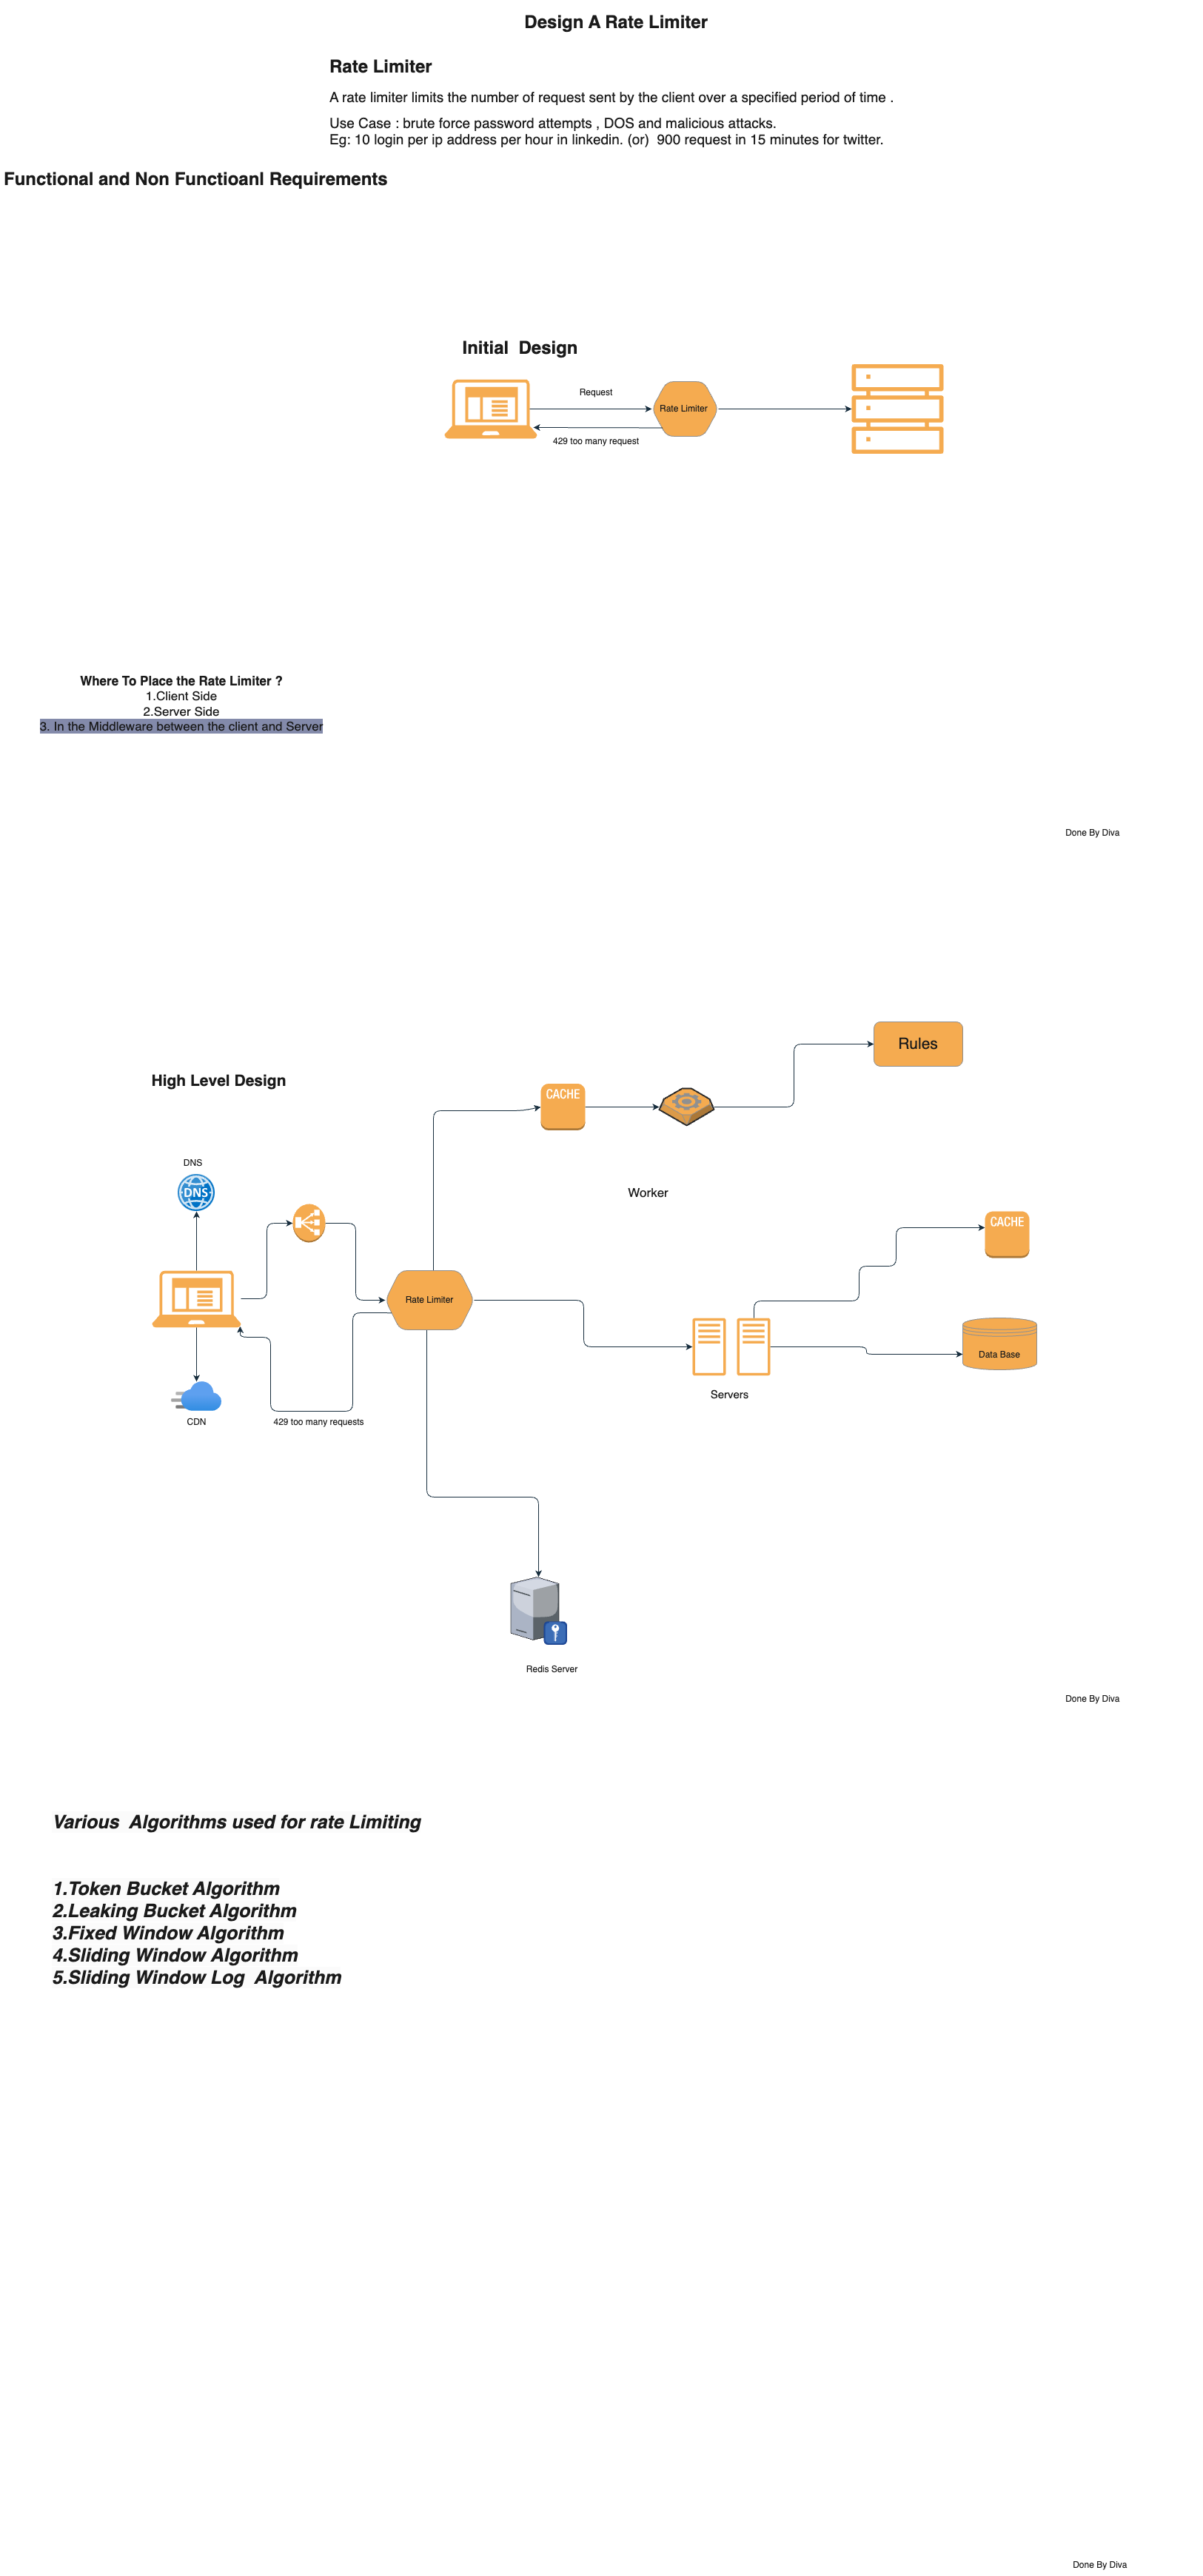 Design A Rate Limiter
Rate Limiter
A rate limiter limits the number of request sent by the client over a specified period of time .
Use Case : brute force password attempts , DOS and malicious attacks.
Eg: 10 login per ip address per hour in linkedin. (or)  900 request in 15 minutes for twitter.
Functional and Non Functioanl Requirements
Initial  Design
Request
Rate Limiter
429 too many request
Where To Place the Rate Limiter ?
1.Client Side
2.Server Side
3. In the Middleware between the client and Server
Done By Diva
Rules
High Level Design
CACHE
DNS
DNS
Worker
CACHE
Rate Limiter
Data Base
Servers
CDN
429 too many requests
Redis Server
Done By Diva
Various  Algorithms used for rate Limiting
1.Token Bucket Algorithm
2.Leaking Bucket Algorithm
3.Fixed Window Algorithm
4.Sliding Window Algorithm
5.Sliding Window Log  Algorithm
Done By Diva